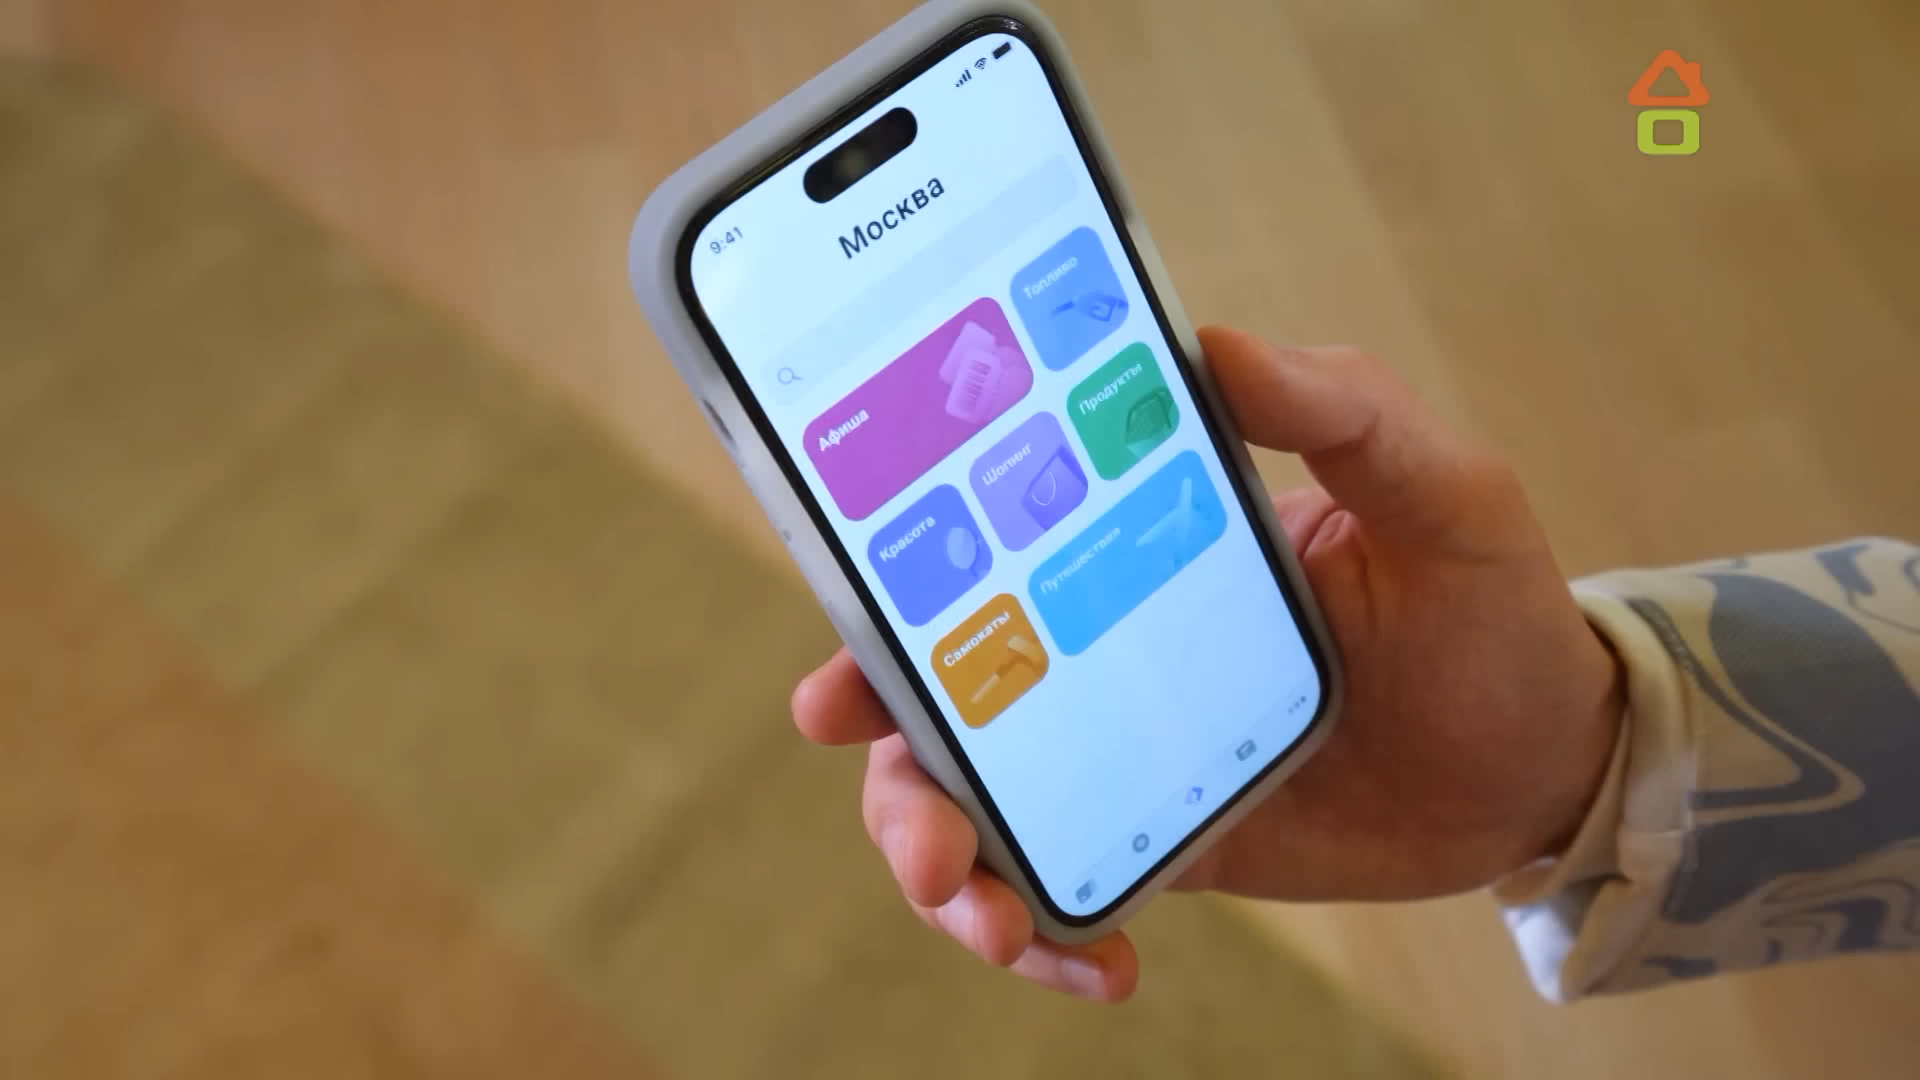 9:41
Москва
Афиша
Топливо
Красота
Шопинг
Продукты
Самокаты
Путешествия